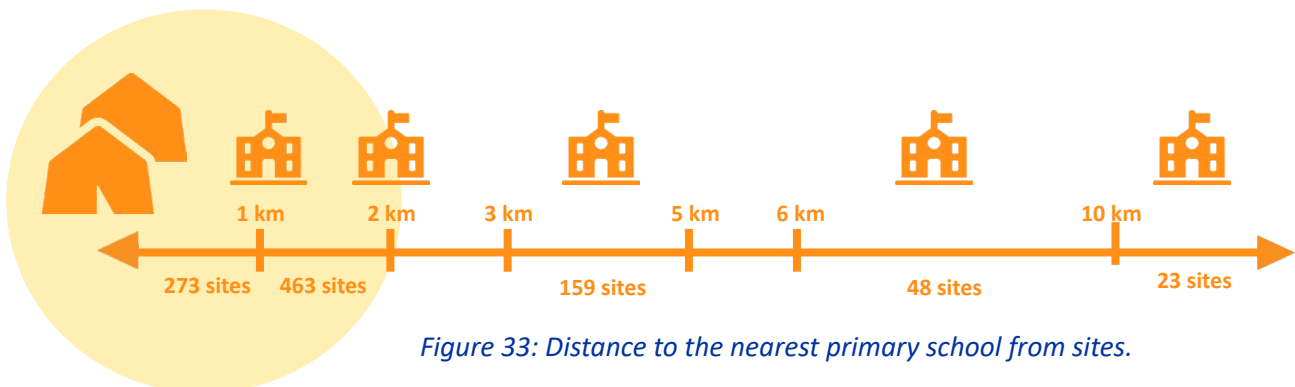 1 km 2 km 3 km 5 km 6 km 10 km
273 sites 463 sites 159 sites 48 sites 23 sites
Figure 33: Distance to the nearest primary school from sites.